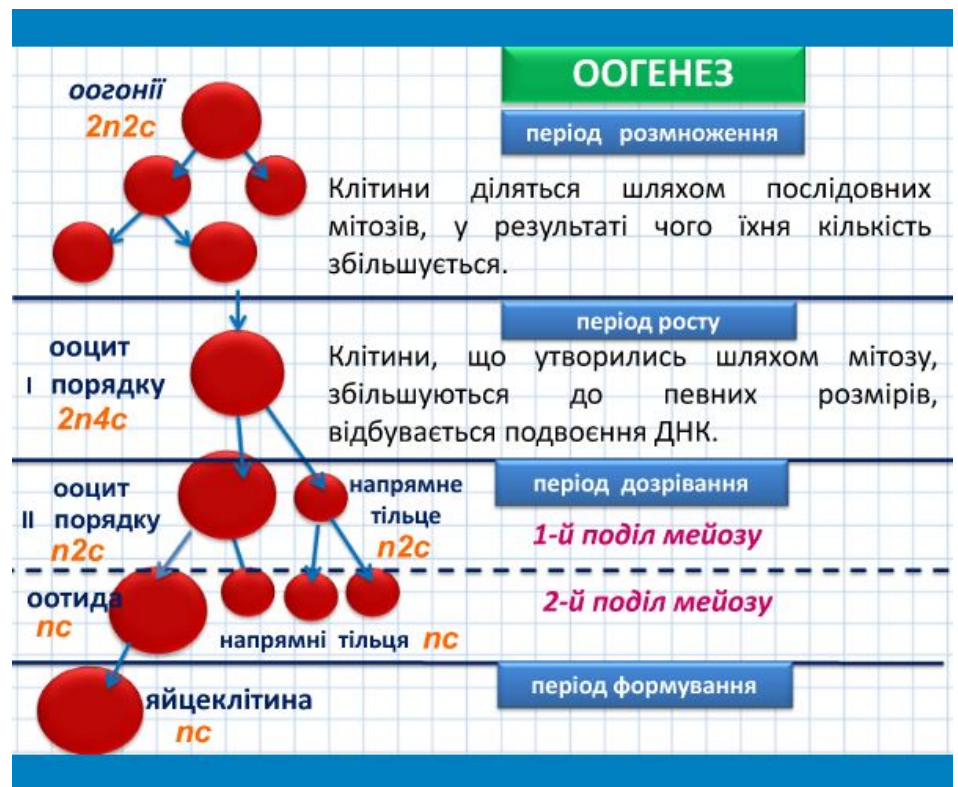 ООГЕНЕЗ
оогонії
2n2c
період розмноження
Клітини діляться шляхом послідовних
мітозів, у результаті чого їхня кількість
збільшується.
період росту
ооцит
І порядку
2n4c
Клітини, що утворились шляхом мітозу,
збільшуються до певних розмірів,
відбувається подвоєння ДНК.
період дозрівання
ооцит
ІІ порядку
n2c
напрямне
тільце
n2c
1-й поділ мейозу
оотида
nc
напрямні тільця nc
2-й поділ мейозу
період формування
яйцеклітина
nc